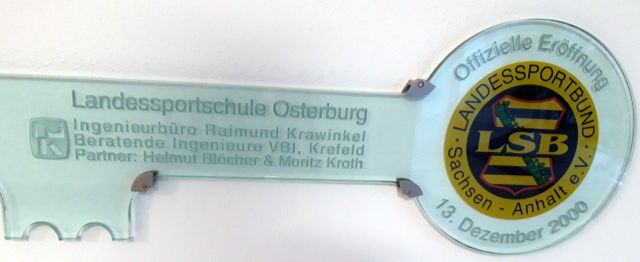 Landessportschule Osterburg
Ingenieurbüro Raimund Krawinkel
Beratende Ingenieure VBI, Krefeld
Partner: Helmut Blöcher & Moritz Kroth
Offizielle Eröffnung
· LANDESSPORTBUND ·
LSB
Sachsen - Anhalt e.V.
13. Dezember 2000